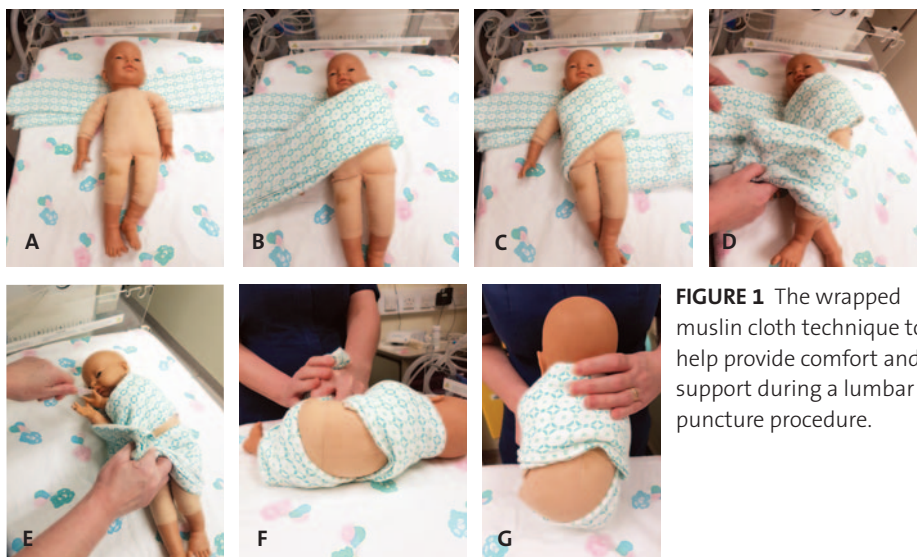 A
B
C
D
E
F
G
FIGURE 1 The wrapped
muslin cloth technique to
help provide comfort and
support during a lumbar
puncture procedure.